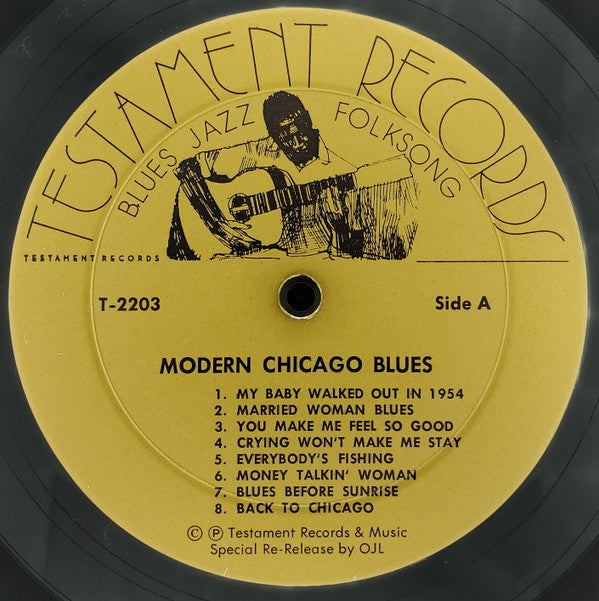 TESTAMENT RECORDS
BLUES JAZZ FOLKSONG
TESTAMENT RECORDS
T-2203
Side A
MODERN CHICAGO BLUES
1. MY BABY WALKED OUT IN 1954
2. MARRIED WOMAN BLUES
3. YOU MAKE ME FEEL SO GOOD
4. CRYING WON'T MAKE ME STAY
5. EVERYBODY'S FISHING
6. MONEY TALKIN' WOMAN
7. BLUES BEFORE SUNRISE
8. BACK TO CHICAGO
© ℗ Testament Records & Music
Special Re-Release by OJL